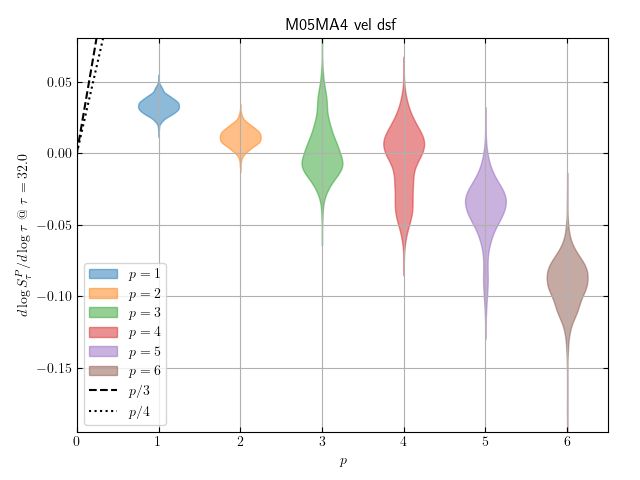 M05MA4 vel dsf
d log S_τ^P / d log τ @ τ = 32.0
0.05
0.00
−0.05
−0.10
−0.15
p = 1
p = 2
p = 3
p = 4
p = 5
p = 6
p/3
p/4
0 1 2 3 4 5 6
p